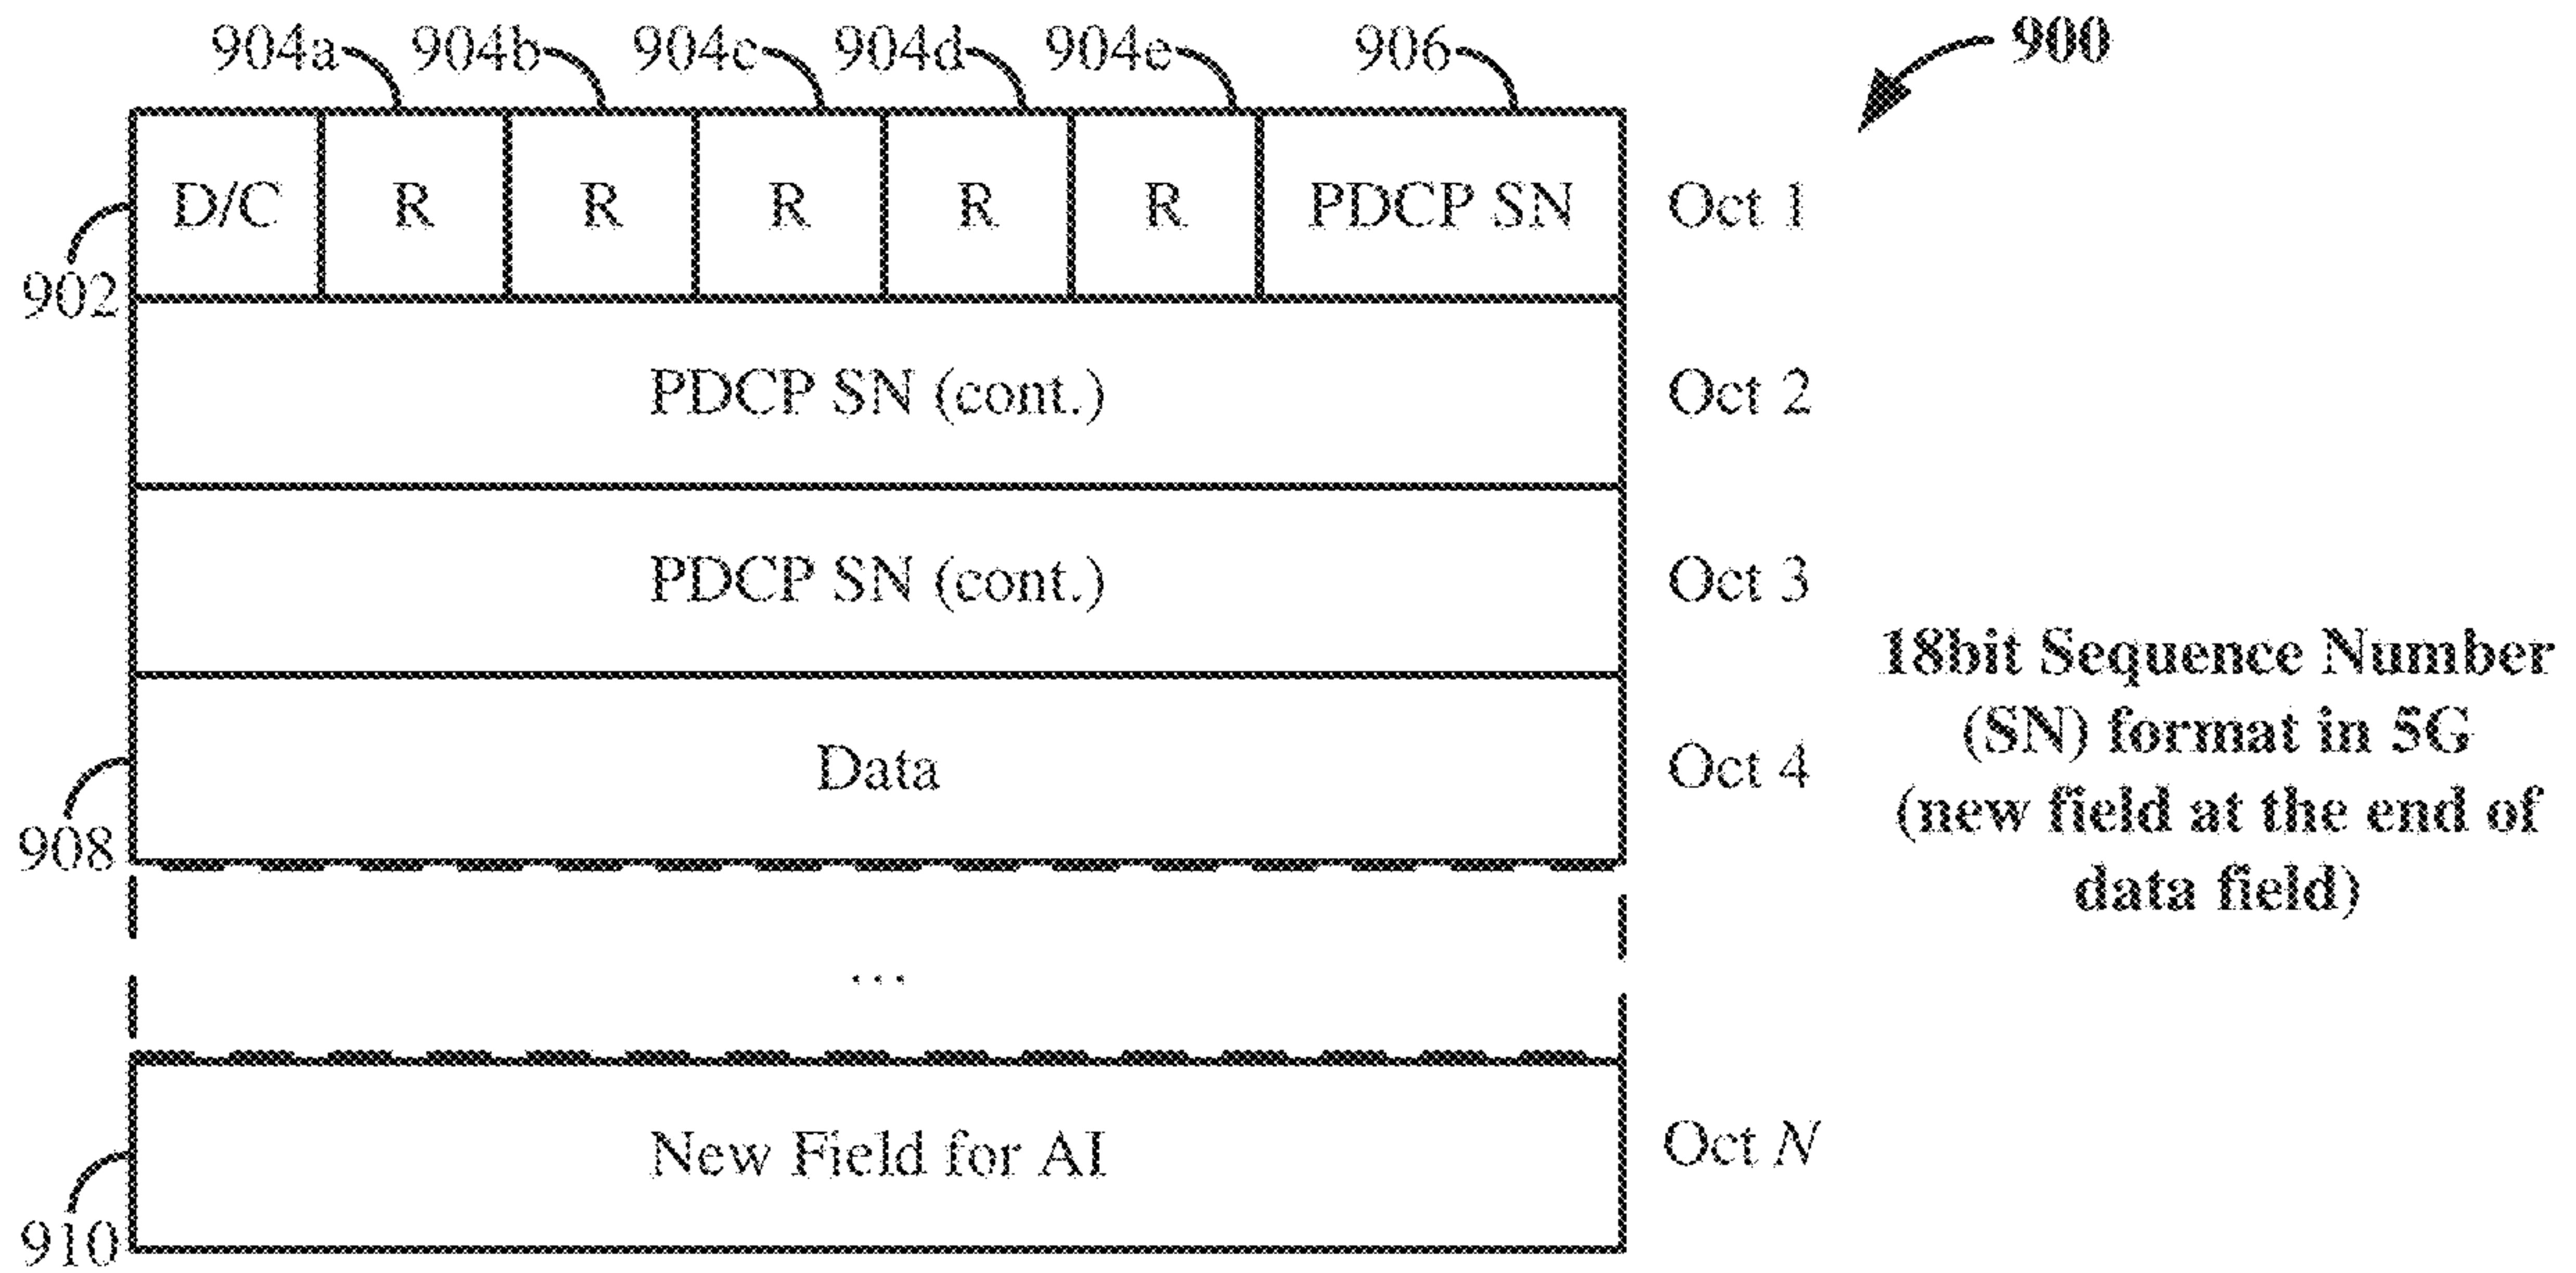 904a 904b 904c 904d 904e 906 900
D/C R R R R R PDCP SN Oct 1
902
PDCP SN (cont.) Oct 2
PDCP SN (cont.) Oct 3
18bit Sequence Number
(SN) format in 5G
(new field at the end of
data field)
Data Oct 4
908
...
New Field for AI Oct N
910